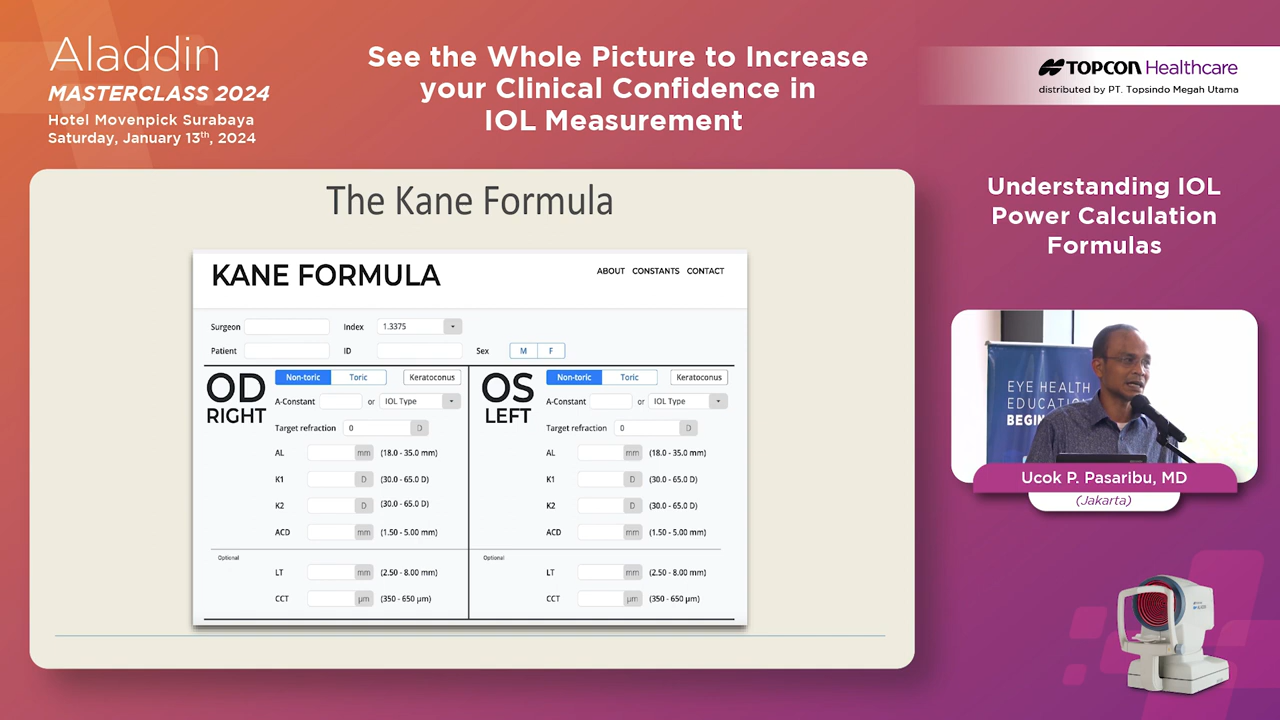 Aladdin
MASTERCLASS 2024
Hotel Movenpick Surabaya
Saturday, January 13th, 2024
See the Whole Picture to Increase
your Clinical Confidence in
IOL Measurement
TOPCON Healthcare
distributed by PT. Topsindo Megah Utama
The Kane Formula
KANE FORMULA
ABOUT CONSTANTS CONTACT
Surgeon Index 1.3375
Patient ID Sex M F
OD
RIGHT
Non-toric Toric Keratoconus
A-Constant or IOL Type
Target refraction 0 D
AL mm (18.0 - 35.0 mm)
K1 D (30.0 - 65.0 D)
K2 D (30.0 - 65.0 D)
ACD mm (1.50 - 5.00 mm)
Optional
LT mm (2.50 - 8.00 mm)
CCT μm (350 - 650 μm)
OS
LEFT
Non-toric Toric Keratoconus
A-Constant or IOL Type
Target refraction 0 D
AL mm (18.0 - 35.0 mm)
K1 D (30.0 - 65.0 D)
K2 D (30.0 - 65.0 D)
ACD mm (1.50 - 5.00 mm)
Optional
LT mm (2.50 - 8.00 mm)
CCT μm (350 - 650 μm)
Understanding IOL
Power Calculation
Formulas
EYE HEALTH
EDUCATIO
BEGIN
Ucok P. Pasaribu, MD
(Jakarta)